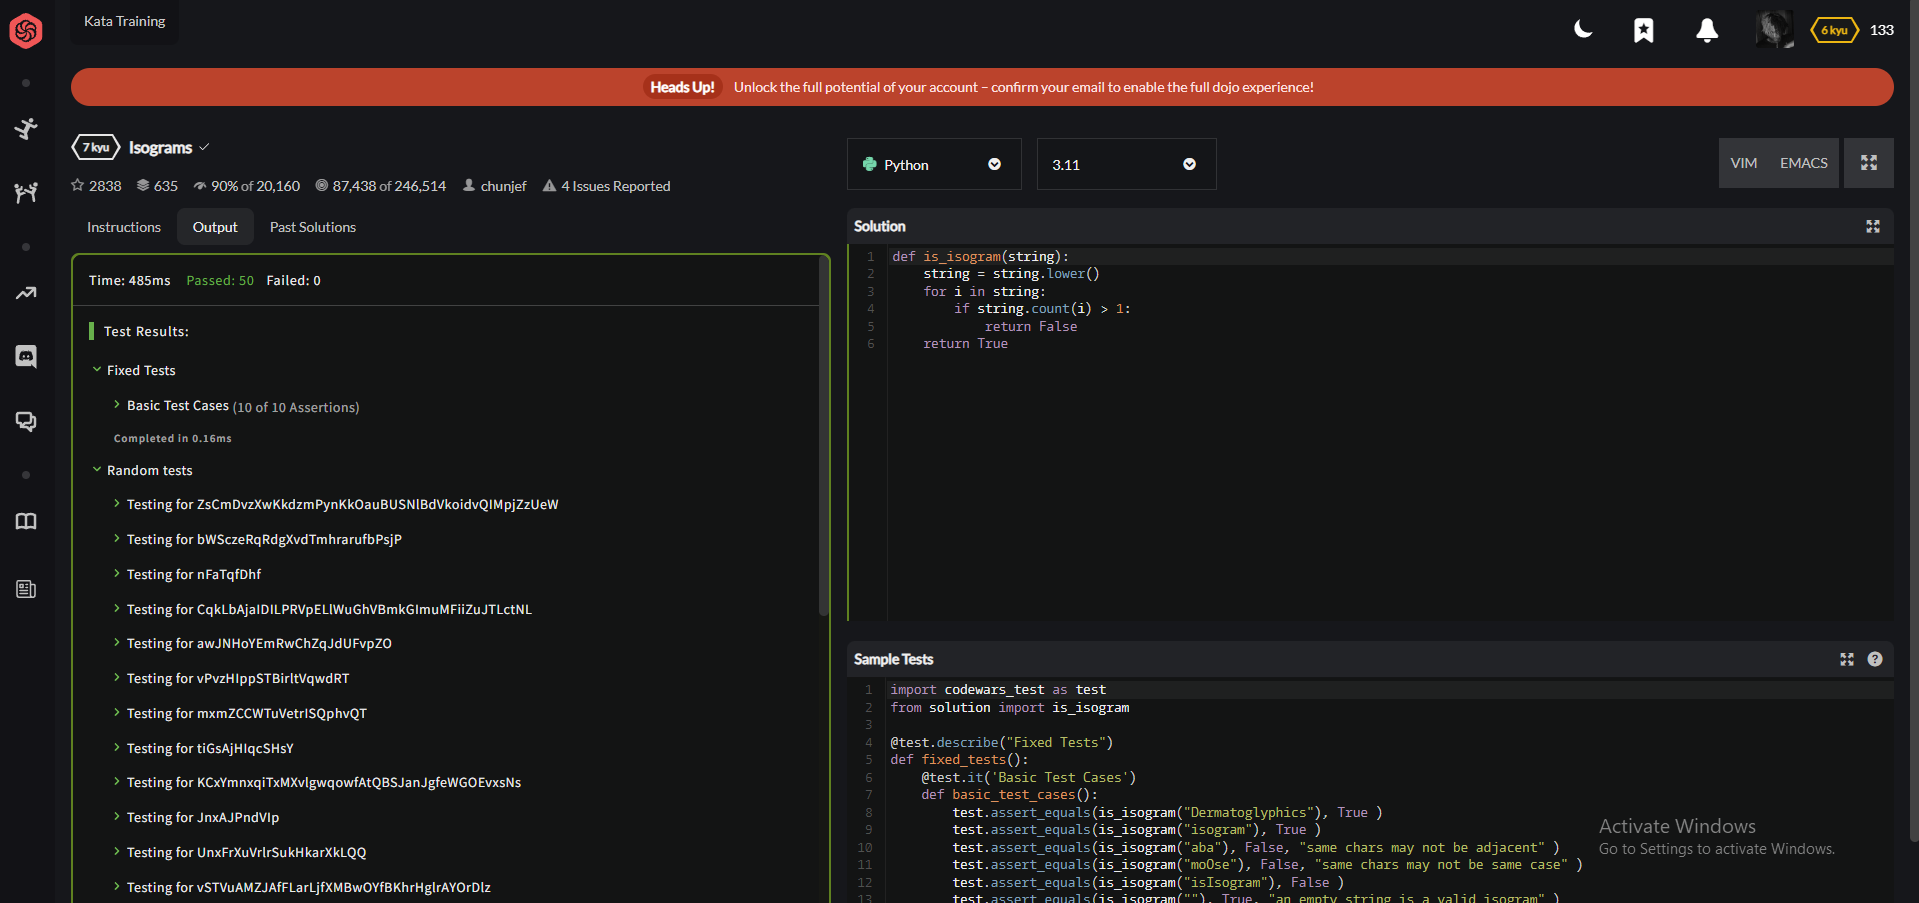 Kata Training
6 kyu 133
Heads Up! Unlock the full potential of your account – confirm your email to enable the full dojo experience!
7 kyu Isograms
2838 635 90% of 20,160 87,438 of 246,514 chunjef 4 Issues Reported
Instructions Output Past Solutions
Time: 485ms Passed: 50 Failed: 0
Test Results:
Fixed Tests
Basic Test Cases (10 of 10 Assertions)
Completed in 0.16ms
Random tests
Testing for ZsCmDvzXwKkdzmPynKkOauBUSNlBdVkoidvQIMpjZzUeW
Testing for bWSczeRqRdgXvdTmhrarufbPsjP
Testing for nFaTqfDhf
Testing for CqkLbAjaIDILPRVpELlWuGhVBmkGImuMFiiZuJTLctNL
Testing for awJNHoYEmRwChZqJdUFvpZO
Testing for vPvzHIppSTBirltVqwdRT
Testing for mxmZCCWTuVetrISQphvQT
Testing for tiGsAjHIqcSHsY
Testing for KCxYmnxqiTxMXvlgwqowfAtQBSJanJgfeWGOEvxsNs
Testing for JnxAJPndVIp
Testing for UnxFrXuVrlrSukHkarXkLQQ
Testing for vSTVuAMZJAfFLarLjfXMBwOYfBKhrHglrAYOrDlz
Python 3.11
VIM EMACS
Solution
1 def is_isogram(string):
2 string = string.lower()
3 for i in string:
4 if string.count(i) > 1:
5 return False
6 return True
Sample Tests
1 import codewars_test as test
2 from solution import is_isogram
3
4 @test.describe("Fixed Tests")
5 def fixed_tests():
6 @test.it('Basic Test Cases')
7 def basic_test_cases():
8 test.assert_equals(is_isogram("Dermatoglyphics"), True )
9 test.assert_equals(is_isogram("isogram"), True )
10 test.assert_equals(is_isogram("aba"), False, "same chars may not be adjacent" )
11 test.assert_equals(is_isogram("moOse"), False, "same chars may not be same case" )
12 test.assert_equals(is_isogram("isIsogram"), False )
13 test.assert_equals(is_isogram(""), True, "an empty string is a valid isogram" )
Activate Windows
Go to Settings to activate Windows.